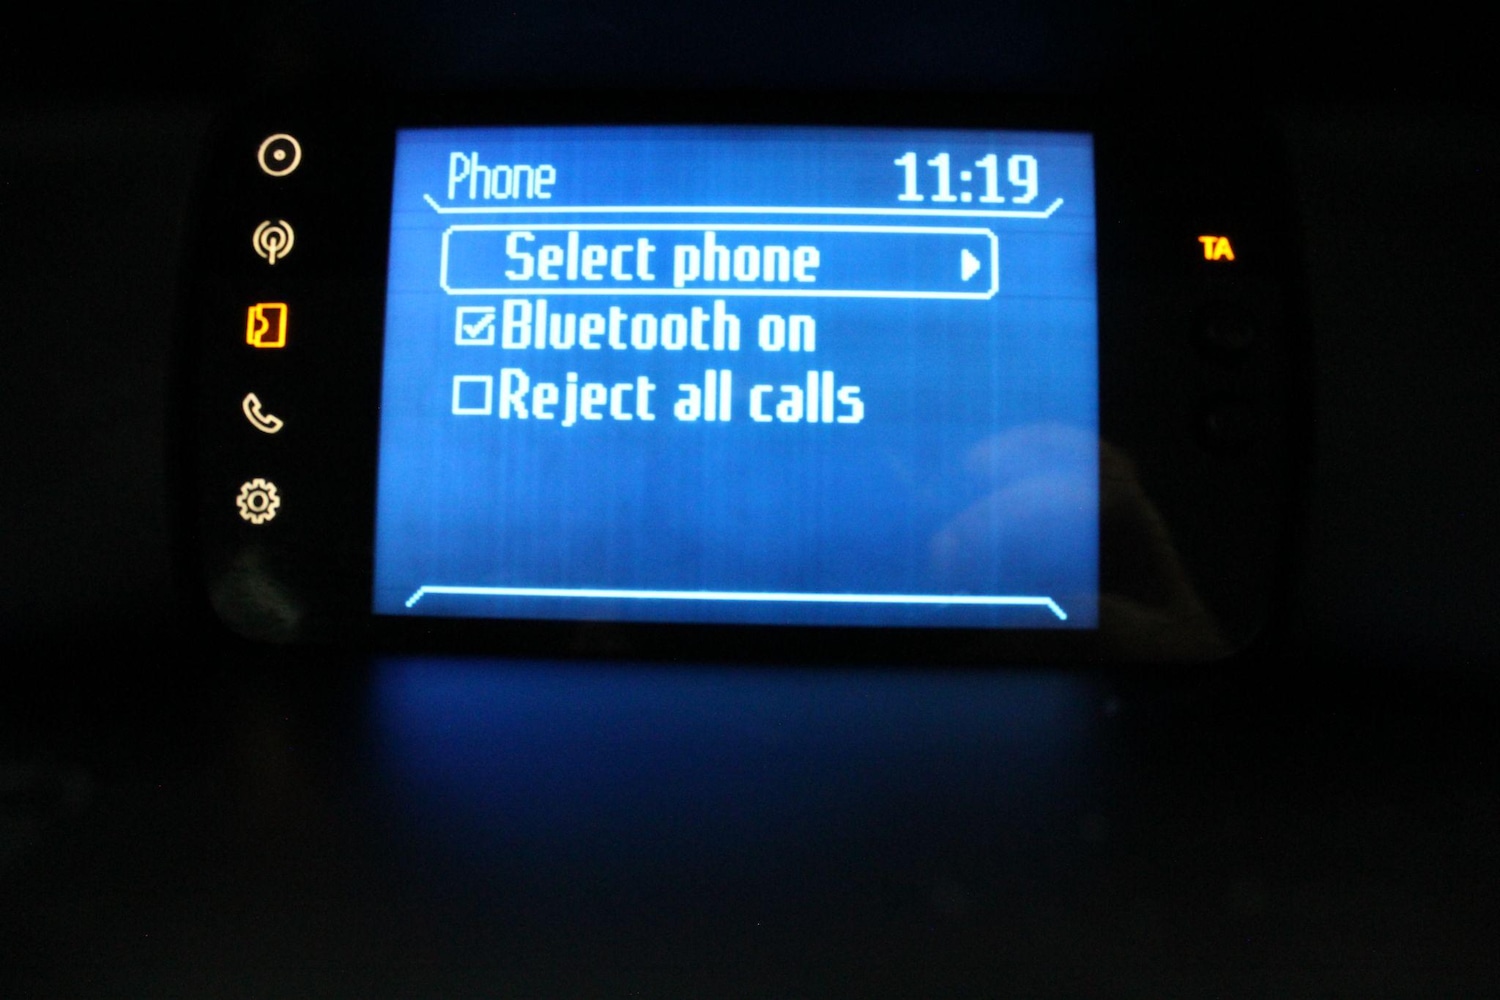 Phone 11:19
Select phone
TA
Bluetooth on
Reject all calls